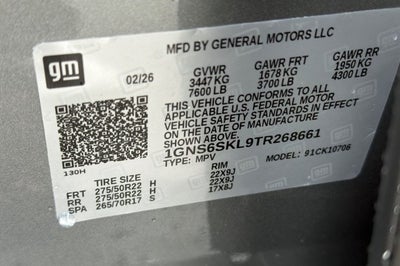 MFD BY GENERAL MOTORS LLC
gm
02/26 GVWR GAWR FRT GAWR RR
3447 KG 1678 KG 1950 KG
7600 LB 3700 LB 4300 LB
THIS VEHICLE CONFORMS TO ALL
APPLICABLE U.S. FEDERAL MOTOR
VEHICLE SAFETY STANDARDS IN EFFECT
ON THE DATE OF MANUFACTURE
SHOWN ABOVE.
1GNS6SKL9TR268661
TYPE: MPV MODEL: 91CK10706
130H
TIRE SIZE RIM
FRT 275/50R22 H 22X9J
RR 275/50R22 H 22X9J
SPA 265/70R17 S 17X8J